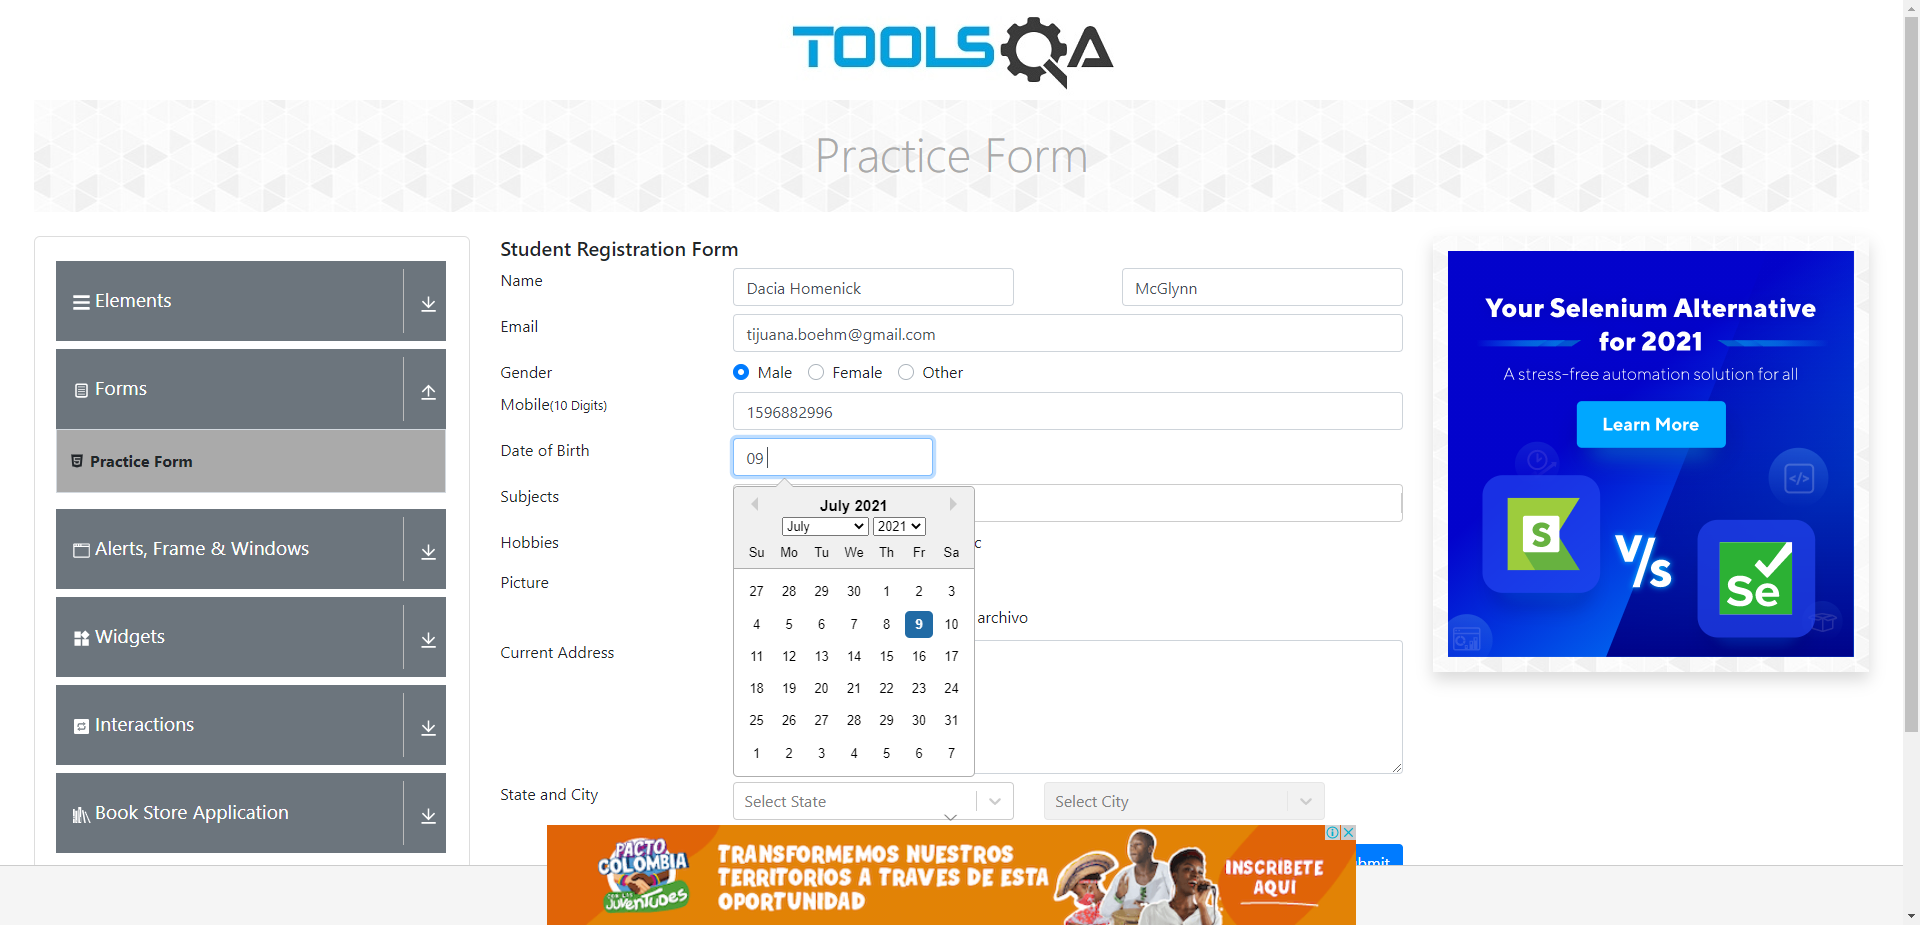 TOOLSQA
Practice Form
Elements
Forms
Practice Form
Alerts, Frame & Windows
Widgets
Interactions
Book Store Application
Student Registration Form
Name
Dacia Homenick
McGlynn
Email
tijuana.boehm@gmail.com
Gender
Male
Female
Other
Mobile(10 Digits)
1596882996
Date of Birth
09
July 2021
July
2021
Su Mo Tu We Th Fr Sa
27 28 29 30 1 2 3
4 5 6 7 8 9 10
11 12 13 14 15 16 17
18 19 20 21 22 23 24
25 26 27 28 29 30 31
1 2 3 4 5 6 7
Subjects
Hobbies
c
Picture
archivo
Current Address
State and City
Select State
Select City
bmit
Your Selenium Alternative
for 2021
A stress-free automation solution for all
Learn More
S
V/s
Se
PACTO
COLOMBIA
CON LAS
JUVENTUDES
TRANSFORMEMOS NUESTROS
TERRITORIOS A TRAVES DE ESTA
OPORTUNIDAD
INSCRIBETE
AQUI